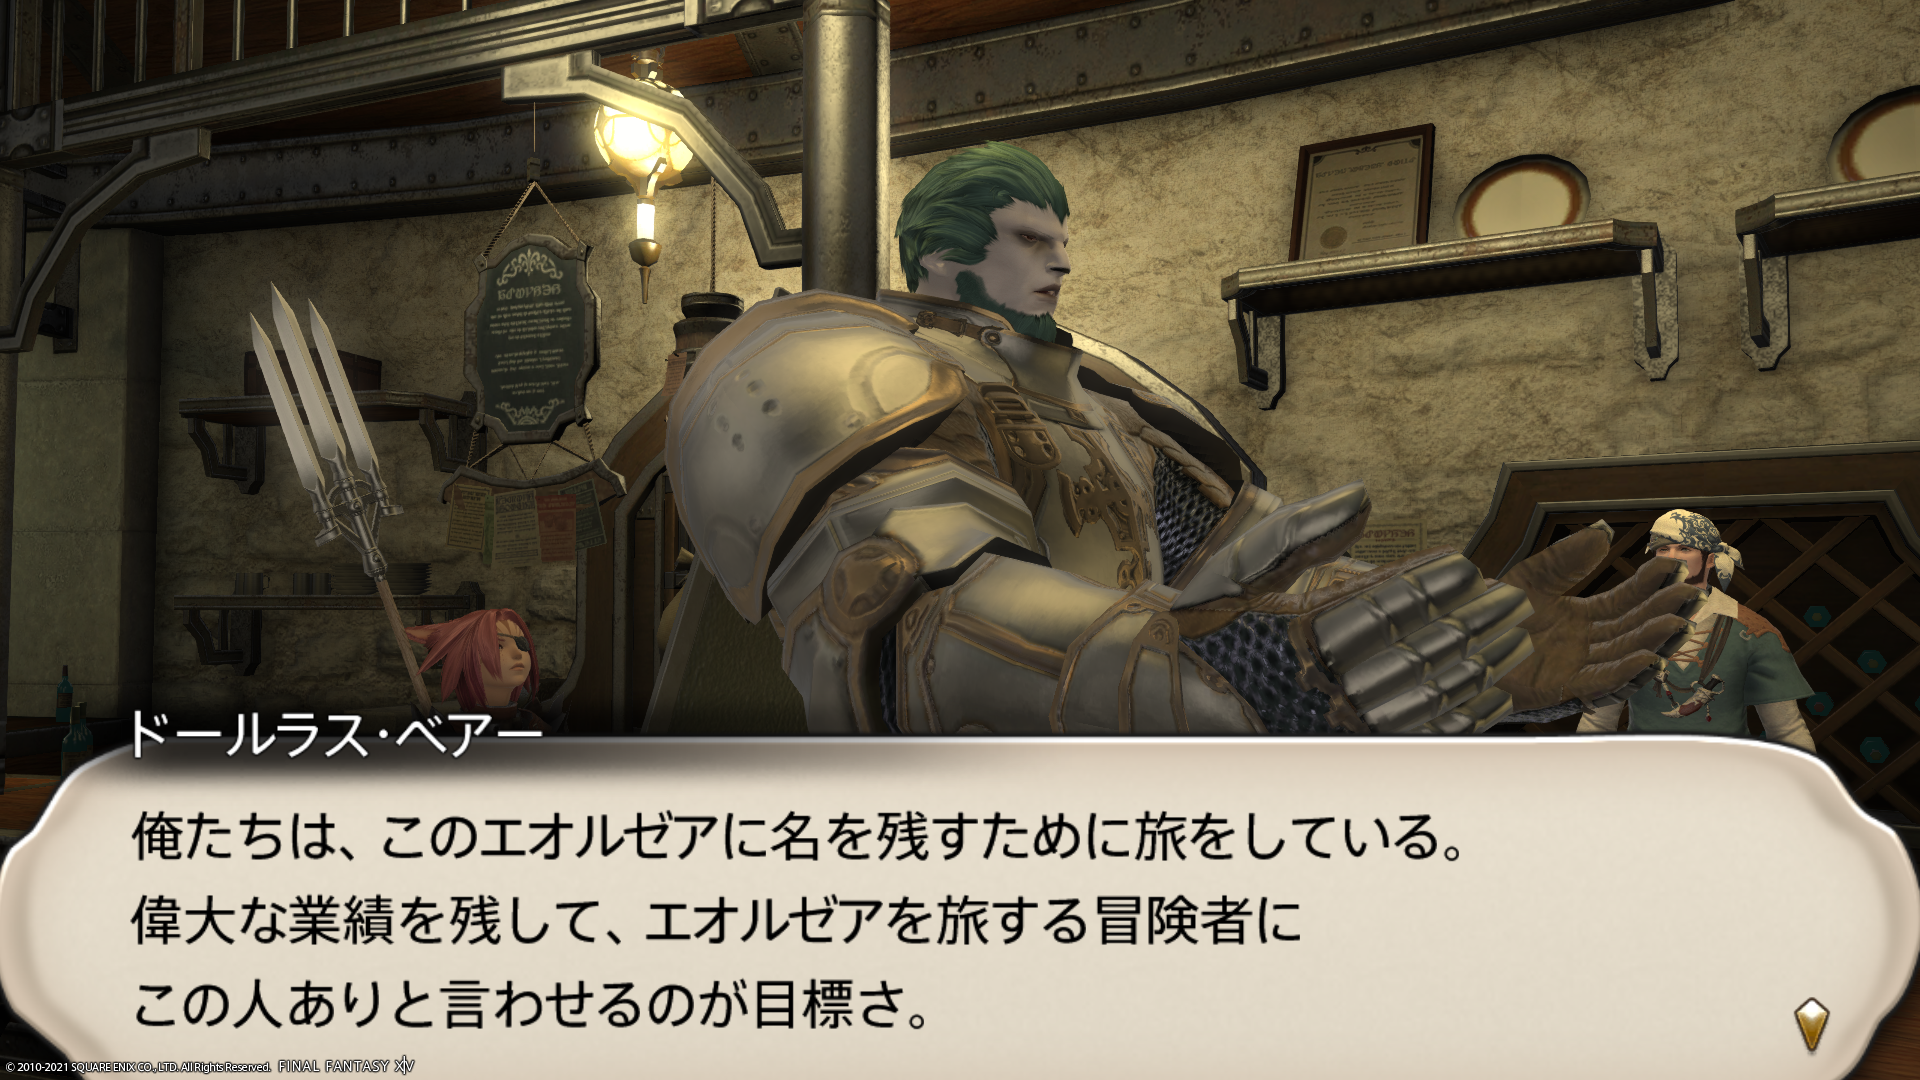 ドールラス・ベアー
俺たちは、このエオルゼアに名を残すために旅をしている。
偉大な業績を残して、エオルゼアを旅する冒険者に
この人ありと言わせるのが目標さ。
© 2010-2021 SQUARE ENIX CO., LTD. All Rights Reserved. FINAL FANTASY XIV